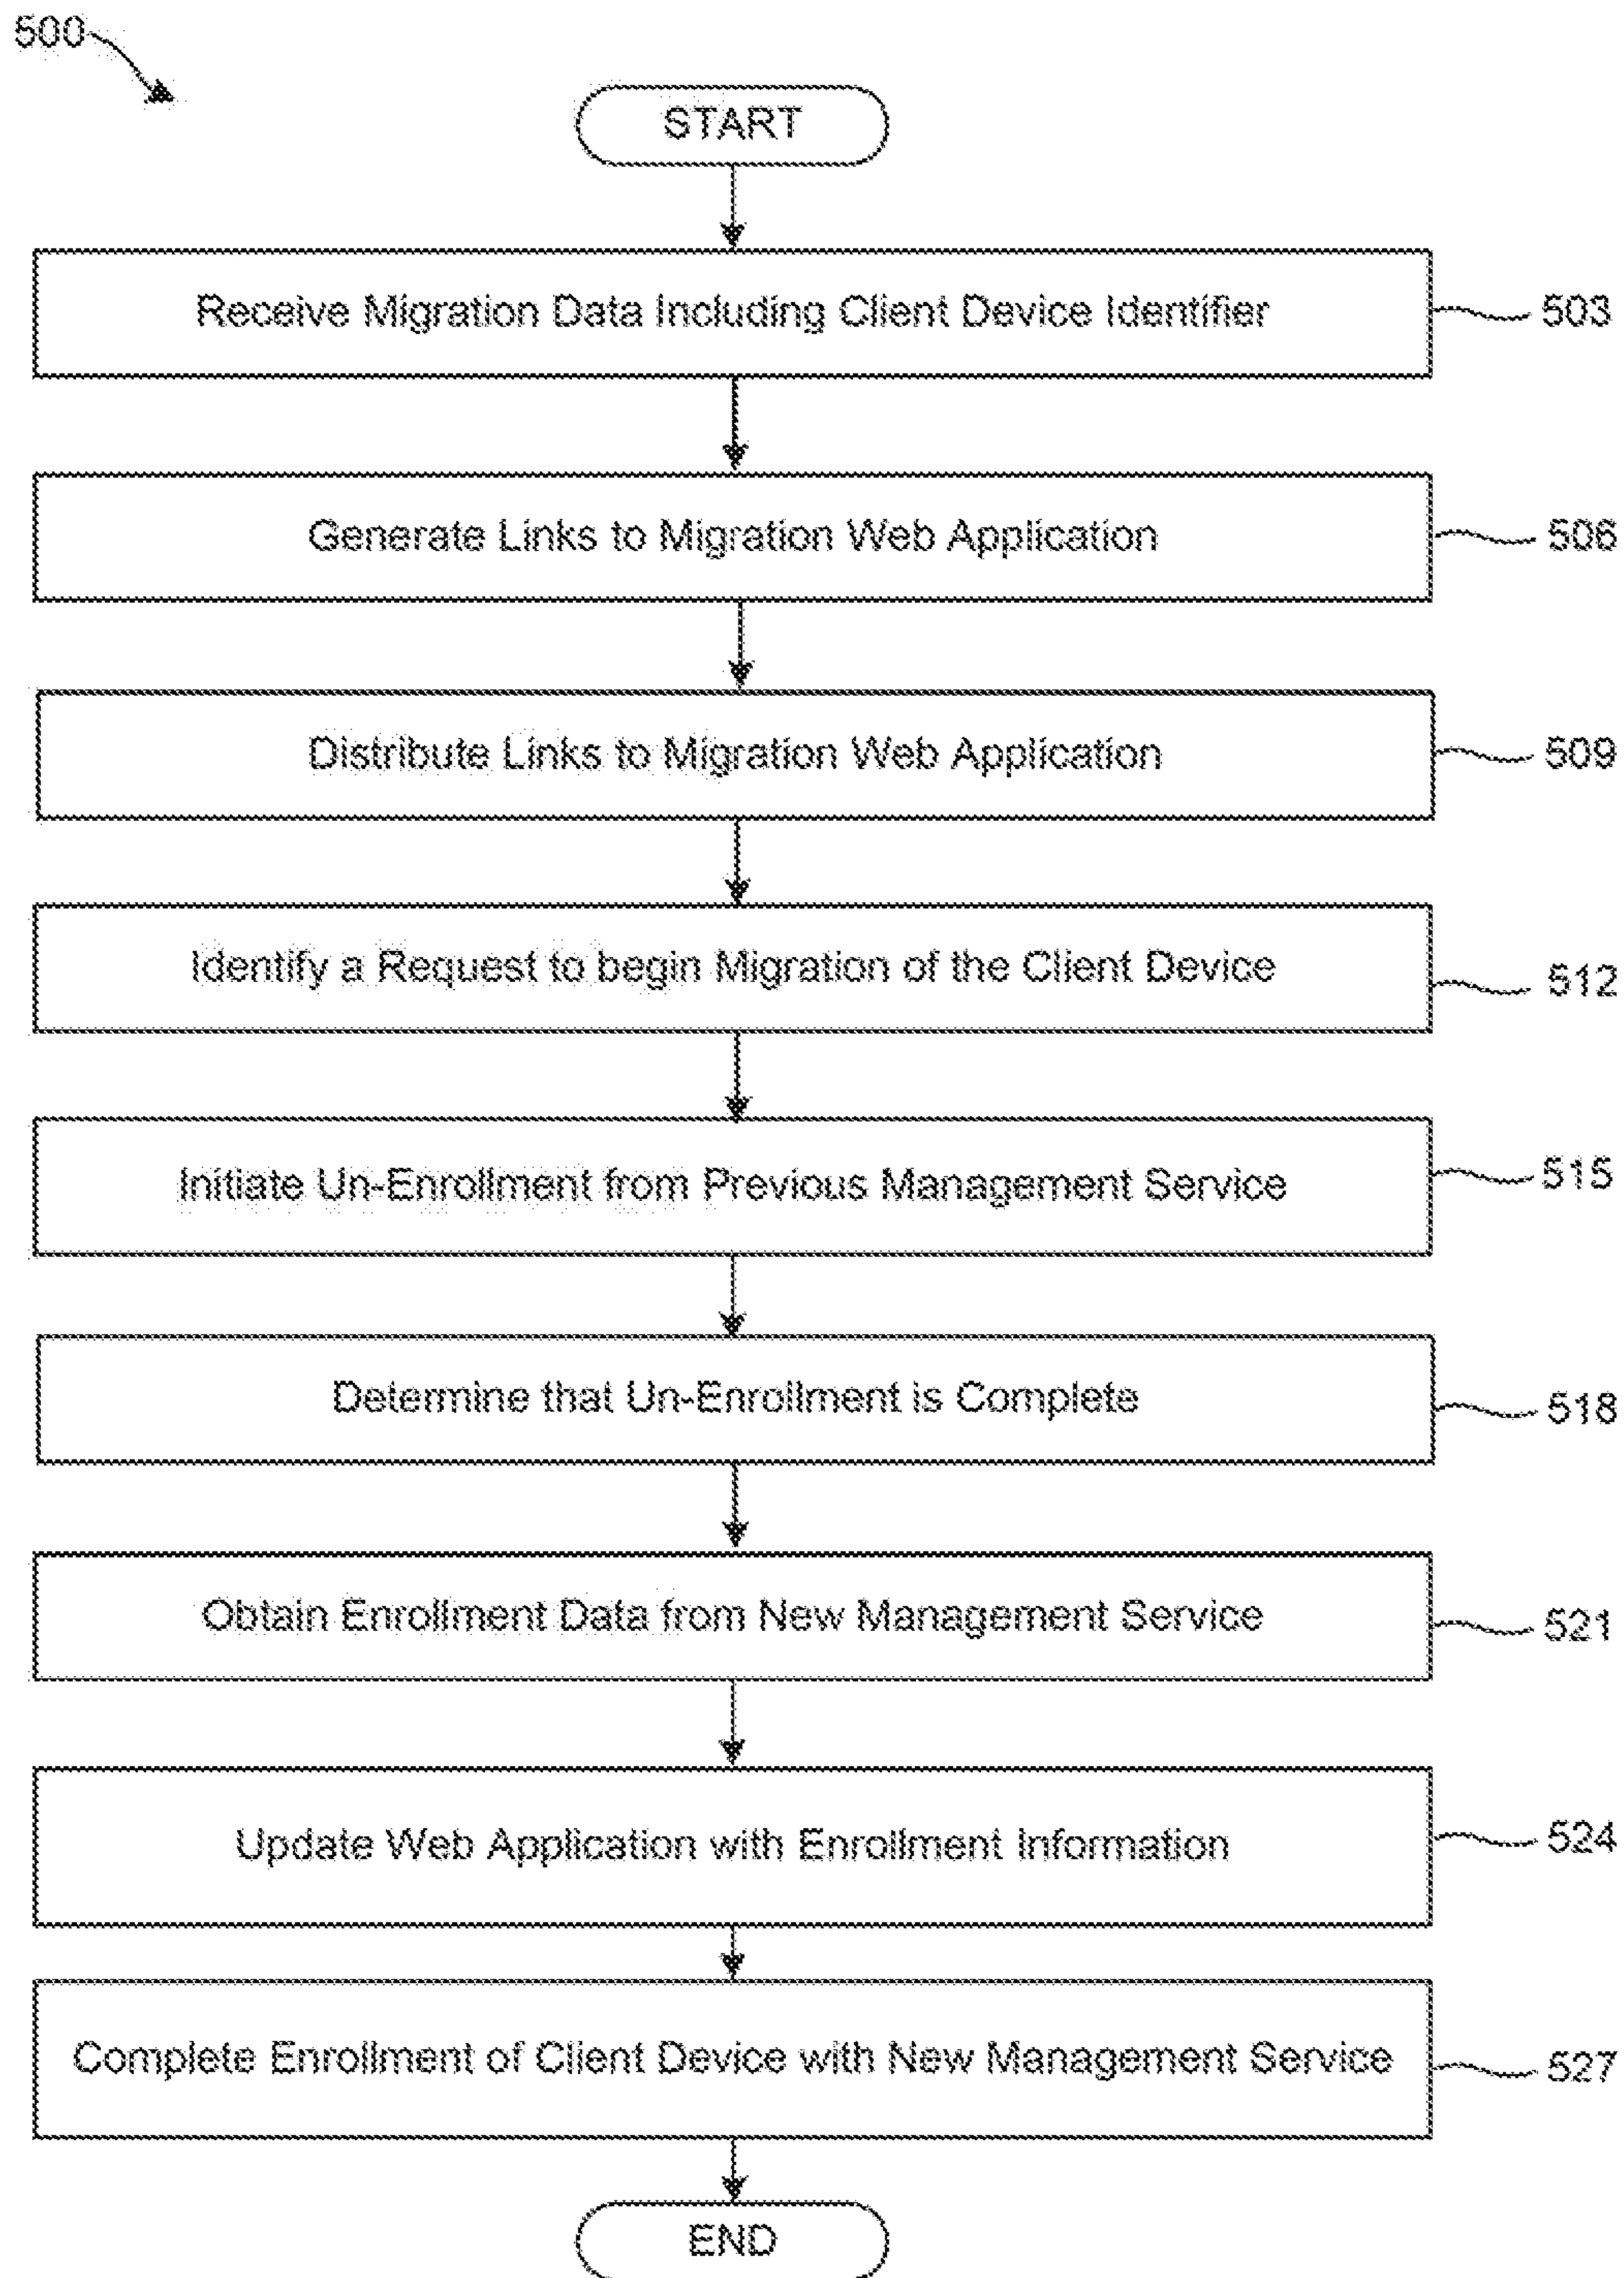 500
START
Receive Migration Data Including Client Device Identifier
503
Generate Links to Migration Web Application
506
Distribute Links to Migration Web Application
509
Identify a Request to begin Migration of the Client Device
512
Initiate Un-Enrollment from Previous Management Service
515
Determine that Un-Enrollment is Complete
518
Obtain Enrollment Data from New Management Service
521
Update Web Application with Enrollment Information
524
Complete Enrollment of Client Device with New Management Service
527
END